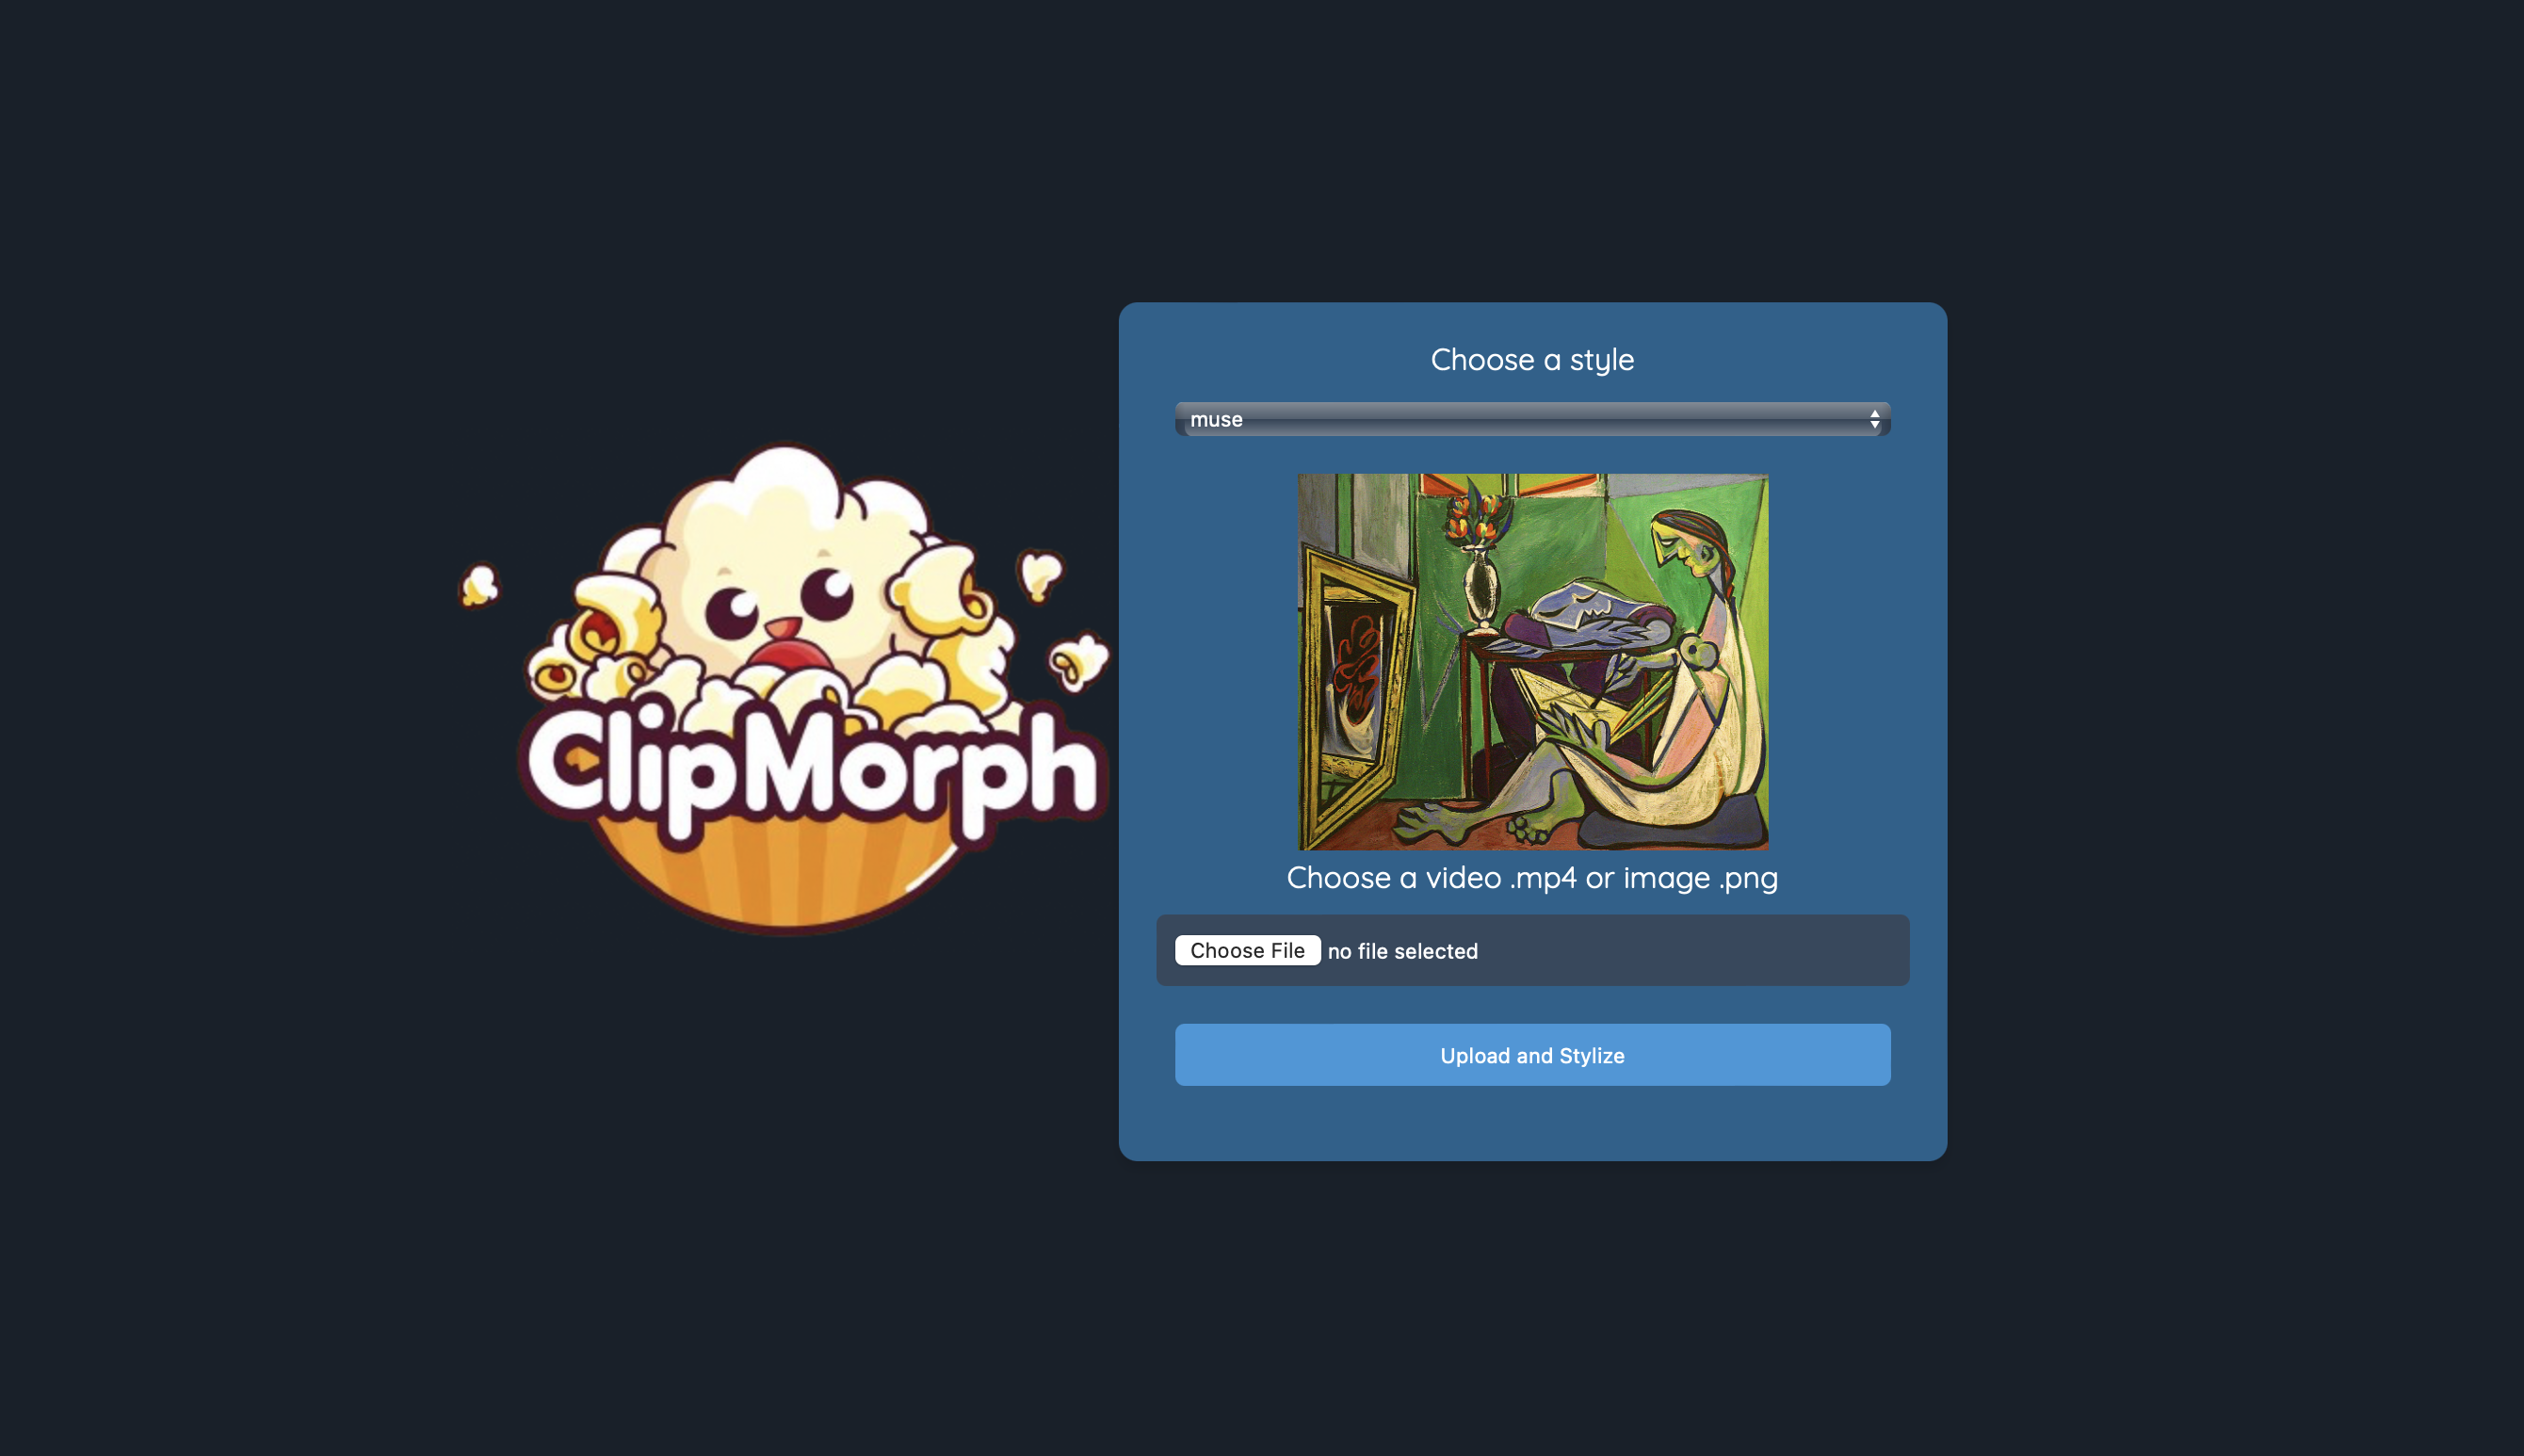 ClipMorph
Choose a style
muse
Choose a video .mp4 or image .png
Choose File no file selected
Upload and Stylize